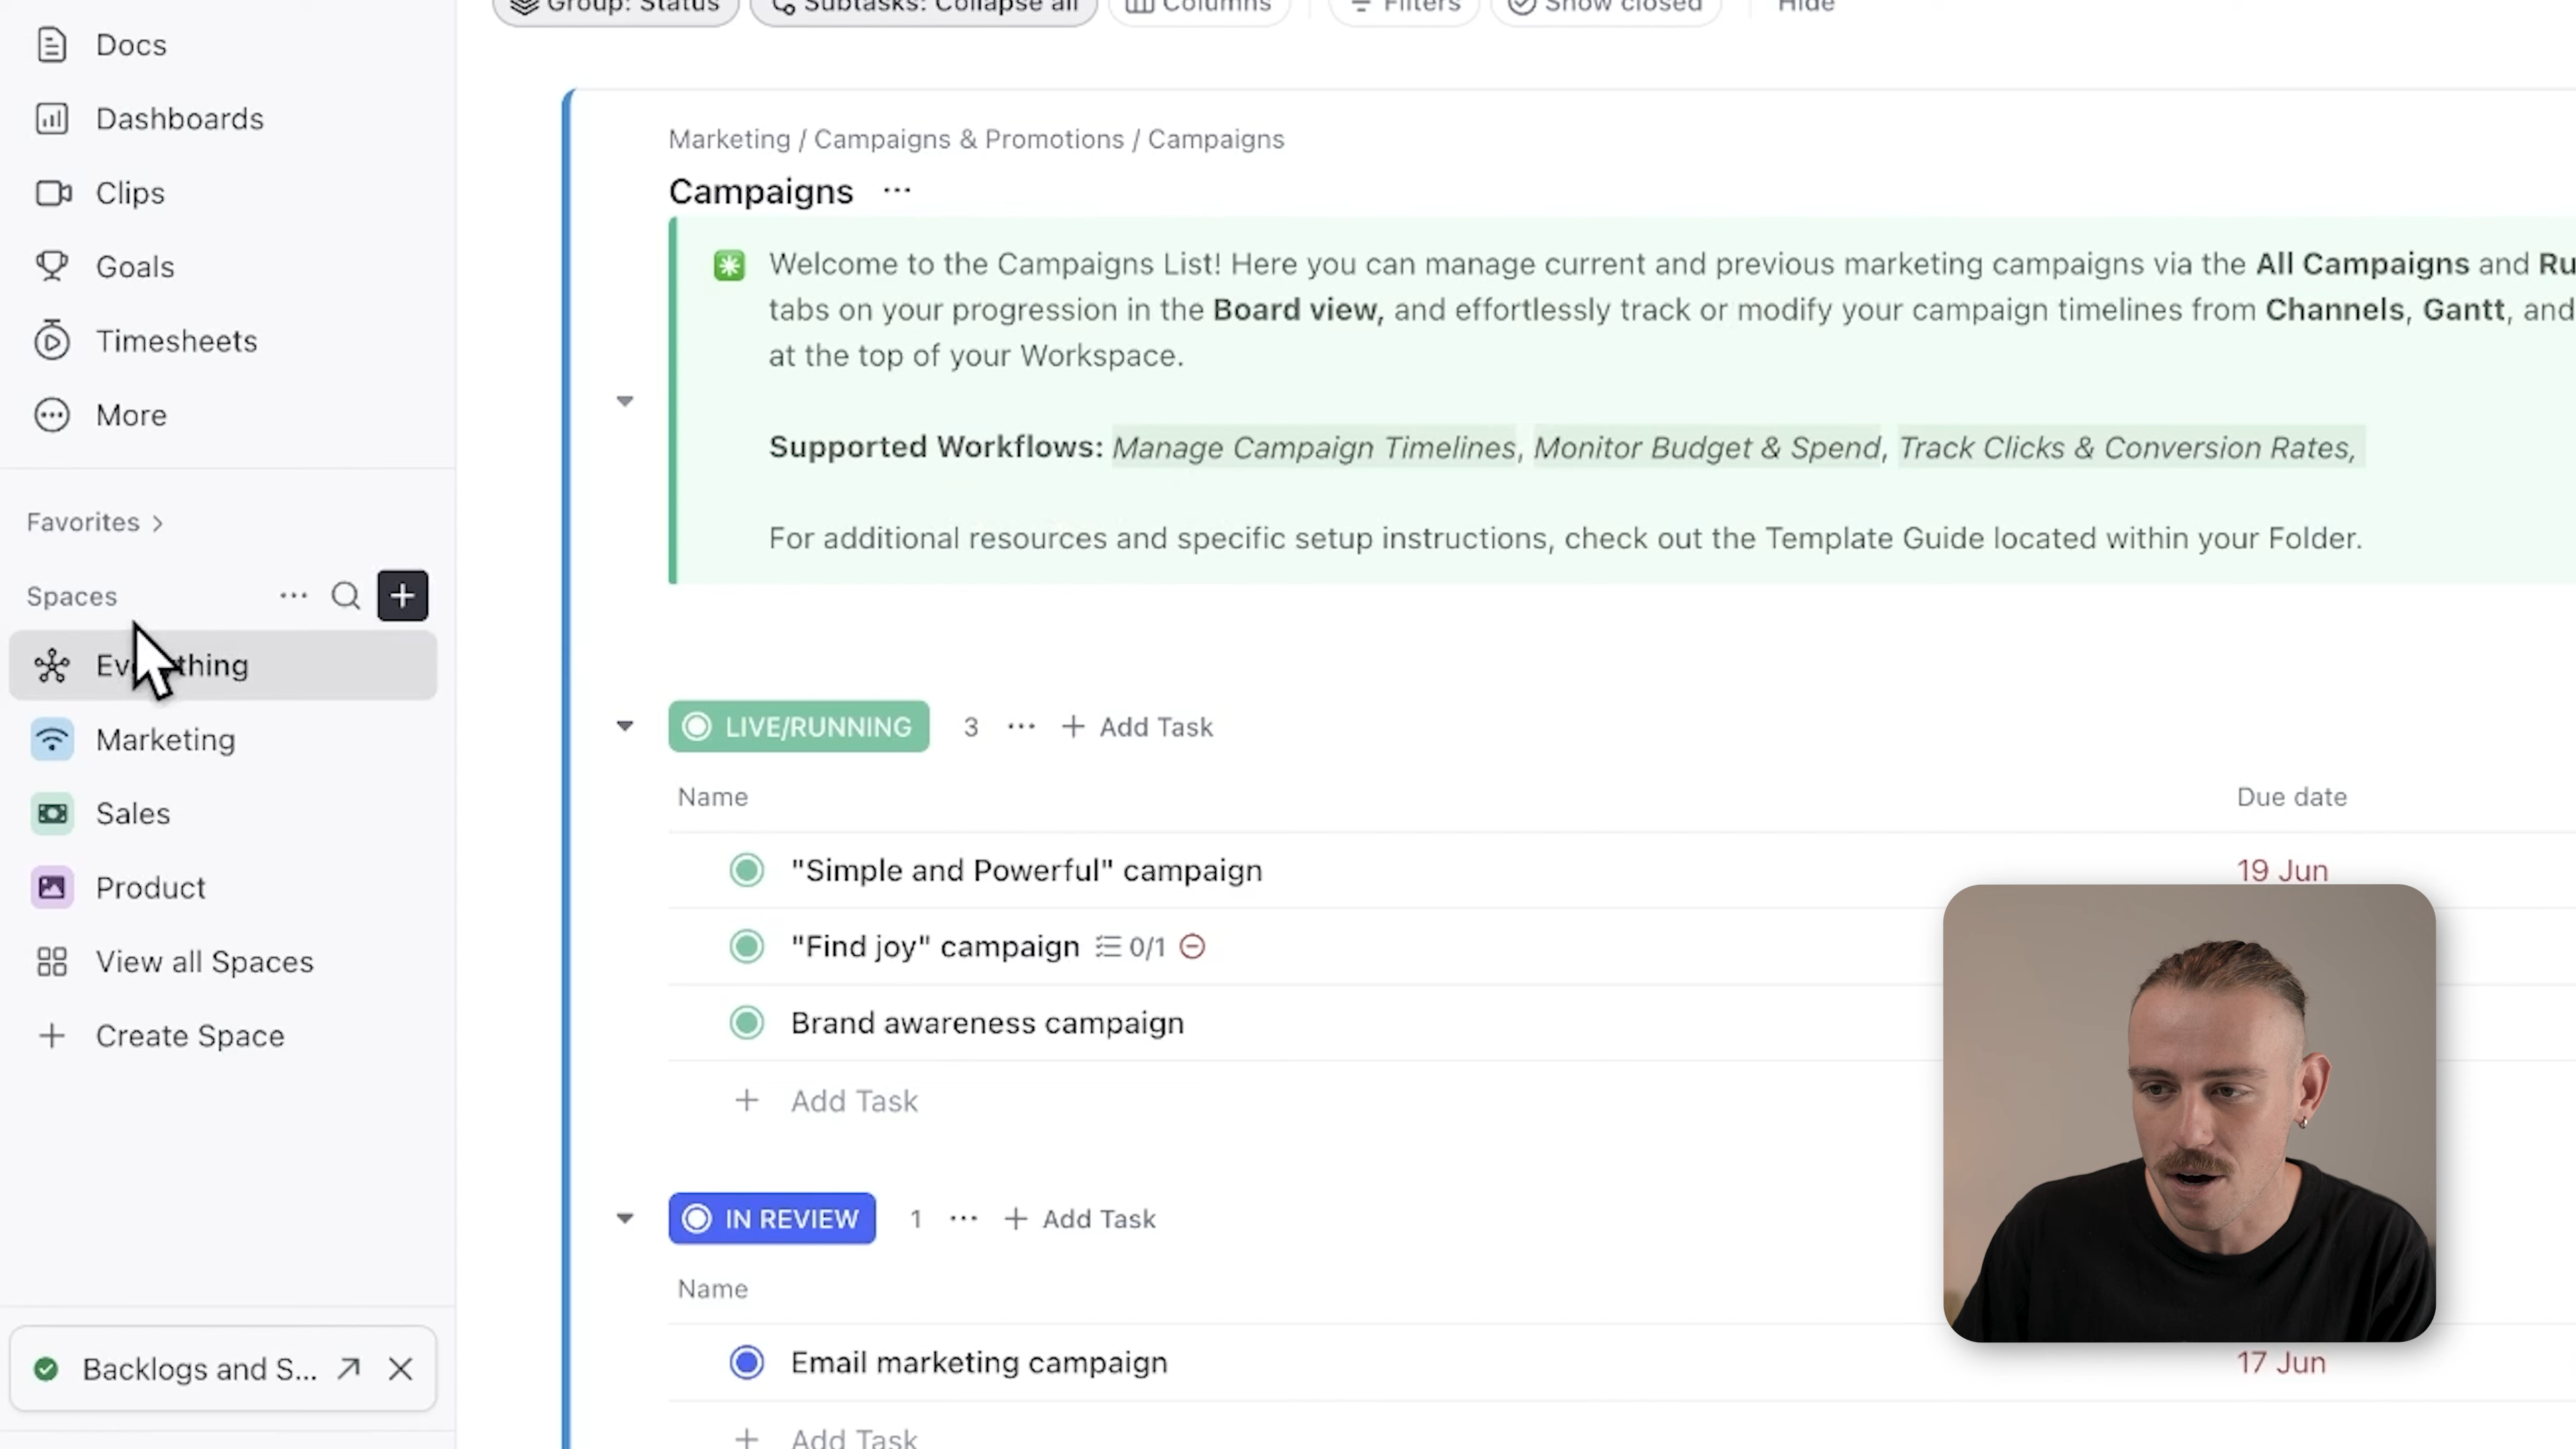 Docs
Dashboards
Clips
Goals
Timesheets
More
Favorites
Spaces
Everything
Marketing
Sales
Product
View all Spaces
Create Space
Backlogs and S...
Group: Status
Subtasks: Collapse all
Columns
Filters
Show closed
Hide
Marketing / Campaigns & Promotions / Campaigns
Campaigns ...
Welcome to the Campaigns List! Here you can manage current and previous marketing campaigns via the All Campaigns and Ru
tabs on your progression in the Board view, and effortlessly track or modify your campaign timelines from Channels, Gantt, and
at the top of your Workspace.
Supported Workflows: Manage Campaign Timelines, Monitor Budget & Spend, Track Clicks & Conversion Rates,
For additional resources and specific setup instructions, check out the Template Guide located within your Folder.
LIVE/RUNNING 3 ... + Add Task
Name Due date
"Simple and Powerful" campaign 19 Jun
"Find joy" campaign 0/1
Brand awareness campaign
+ Add Task
IN REVIEW 1 ... + Add Task
Name
Email marketing campaign 17 Jun
+ Add Task